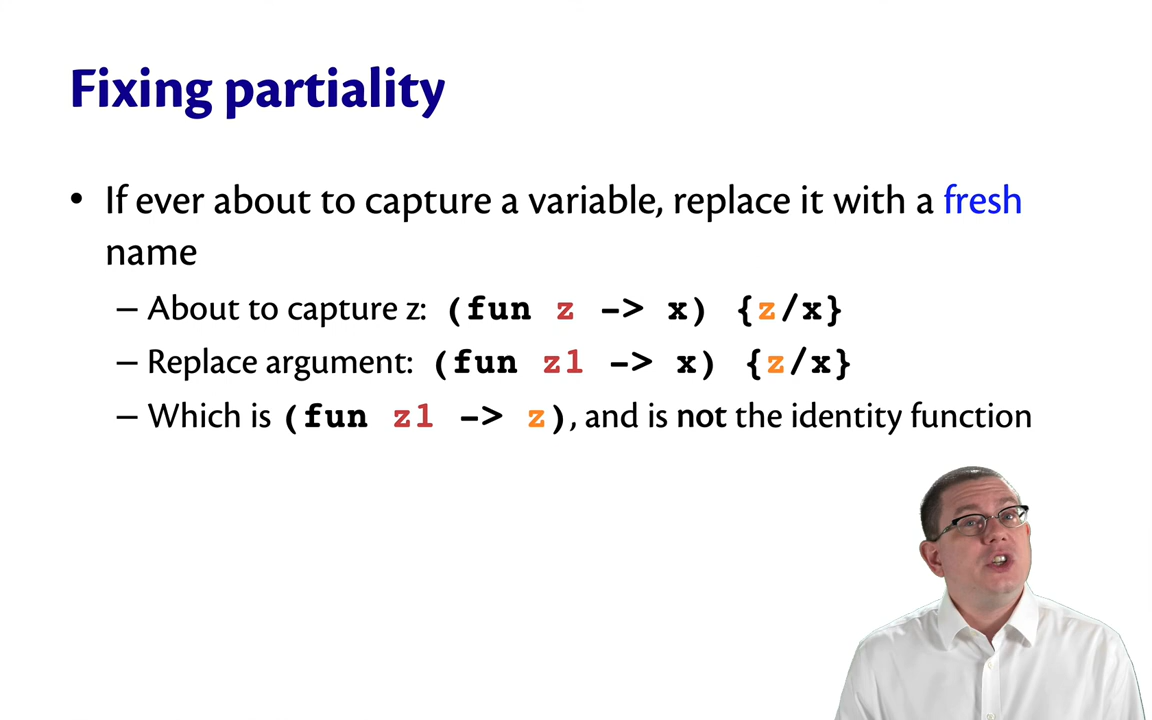 Fixing partiality
• If ever about to capture a variable, replace it with a fresh
name
– About to capture z: (fun z -> x) {z/x}
– Replace argument: (fun z1 -> x) {z/x}
– Which is (fun z1 -> z), and is not the identity function